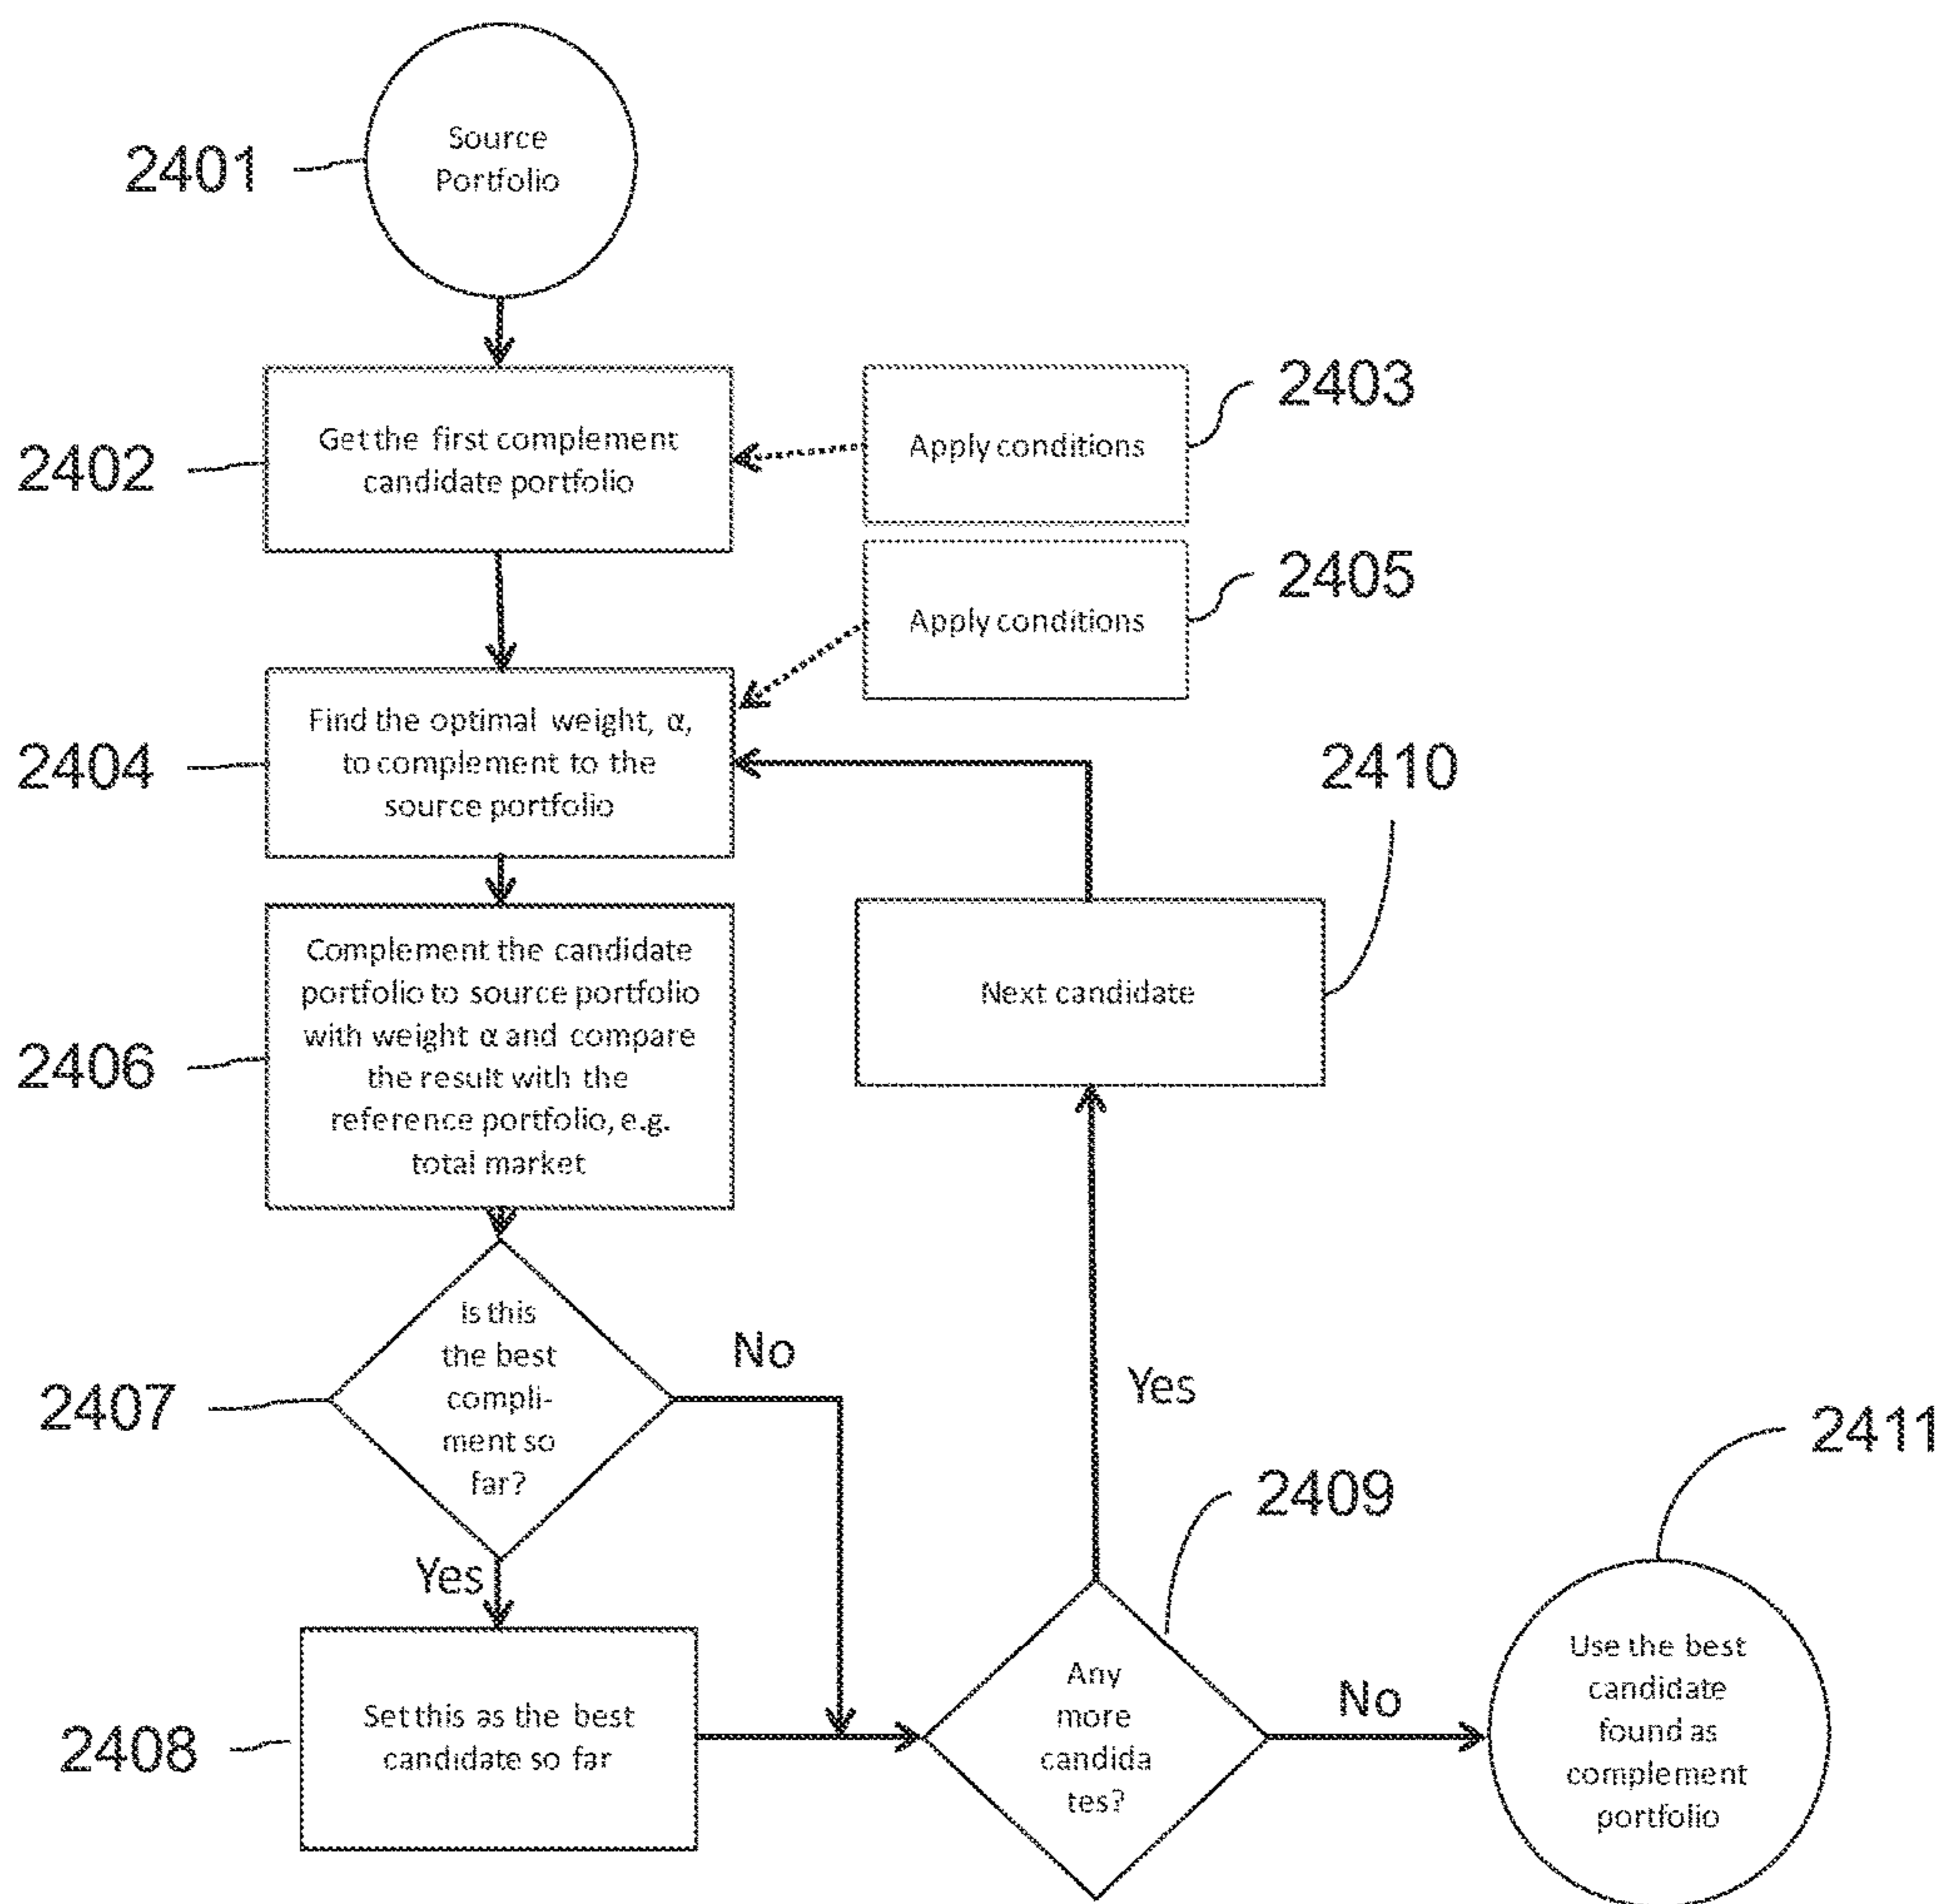 2401
Source
Portfolio
2402
Get the first complement
candidate portfolio
Apply conditions
2403
Apply conditions
2405
2404
Find the optimal weight, α,
to complement to the
source portfolio
2410
2406
Complement the candidate
portfolio to source portfolio
with weight α and compare
the result with the
reference portfolio, e.g.
total market
Next candidate
2407
Is this
the best
compli-
ment so
far?
No
Yes
Yes
2409
2411
2408
Set this as the best
candidate so far
Any
more
candida
tes?
No
Use the best
candidate
found as
complement
portfolio